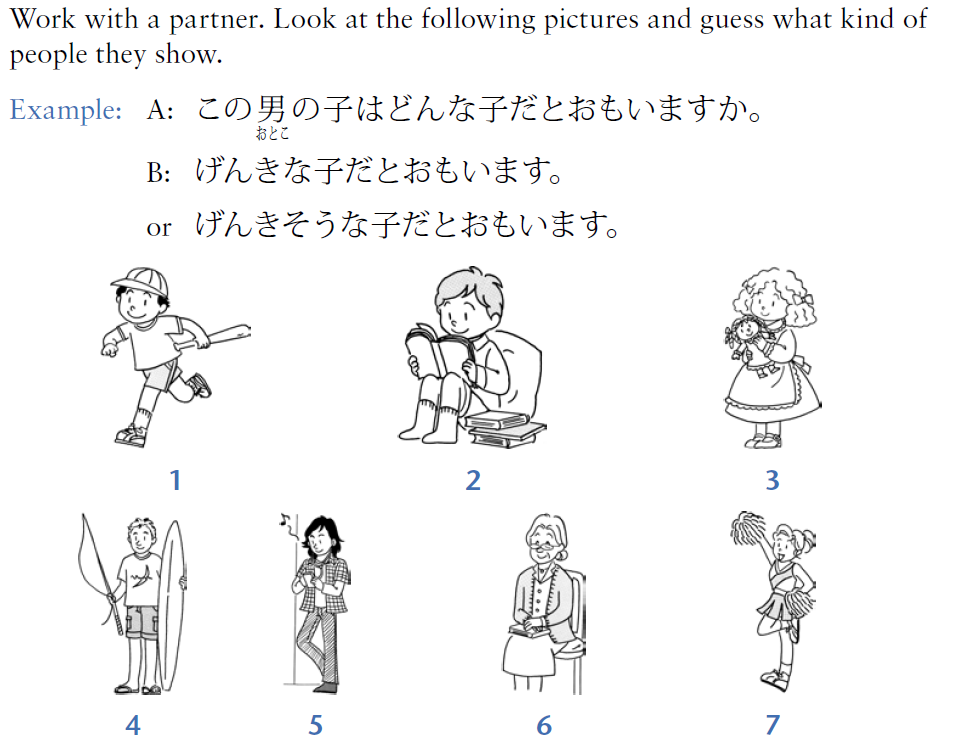 Work with a partner. Look at the following pictures and guess what kind of
people they show.
Example: A: この男の子はどんな子だとおもいますか。
おとこ
B: げんきな子だとおもいます。
or げんきそうな子だとおもいます。
1 2 3
4 5 6 7